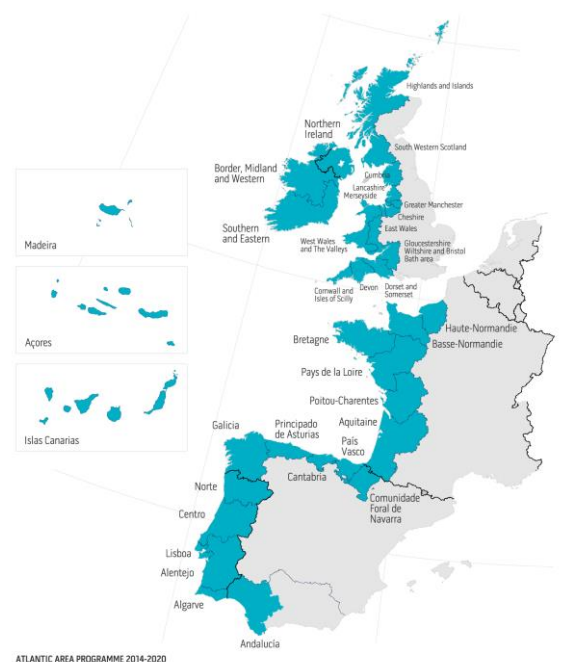 Highlands and Islands
Northern
Ireland
South Western Scotland
Border, Midland
and Western
Cumbria
Lancashire
Merseyside
Greater Manchester
Cheshire
East Wales
Southern
and Eastern
West Wales
and The Valleys
Gloucestershire
Wiltshire and Bristol
Bath area
Cornwall and
Isles of Scilly
Devon
Dorset and
Somerset
Madeira
Açores
Islas Canarias
Haute-Normandie
Basse-Normandie
Bretagne
Pays de la Loire
Poitou-Charentes
Aquitaine
Galicia
Principado
de Asturias
País
Vasco
Cantabria
Comunidade
Foral de
Navarra
Norte
Centro
Lisboa
Alentejo
Algarve
Andalucia
ATLANTIC AREA PROGRAMME 2014-2020